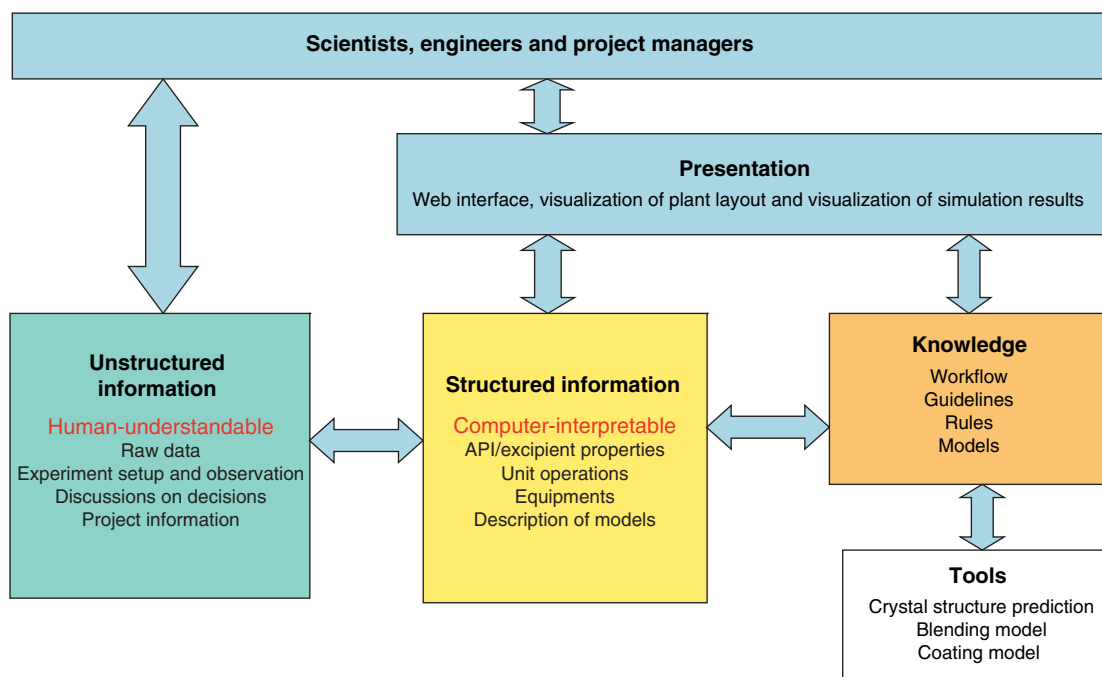 Scientists, engineers and project managers
Presentation
Web interface, visualization of plant layout and visualization of simulation results
Unstructured
information
Human-understandable
Raw data
Experiment setup and observation
Discussions on decisions
Project information
Structured information
Computer-interpretable
API/excipient properties
Unit operations
Equipments
Description of models
Knowledge
Workflow
Guidelines
Rules
Models
Tools
Crystal structure prediction
Blending model
Coating model